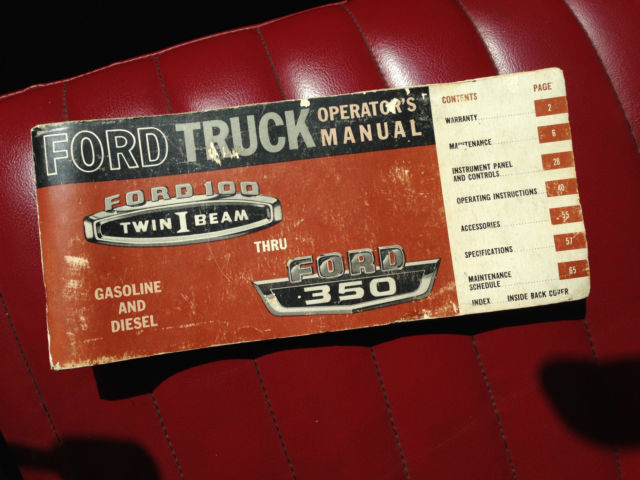 FORD TRUCK OPERATOR'S MANUAL
FORD 100
TWIN I BEAM
THRU
FORD
350
GASOLINE
AND
DIESEL
CONTENTS PAGE
WARRANTY 2
MAINTENANCE 6
INSTRUMENT PANEL
AND CONTROLS 28
OPERATING INSTRUCTIONS 40
ACCESSORIES 55
SPECIFICATIONS 57
MAINTENANCE
SCHEDULE 65
INDEX INSIDE BACK COVER